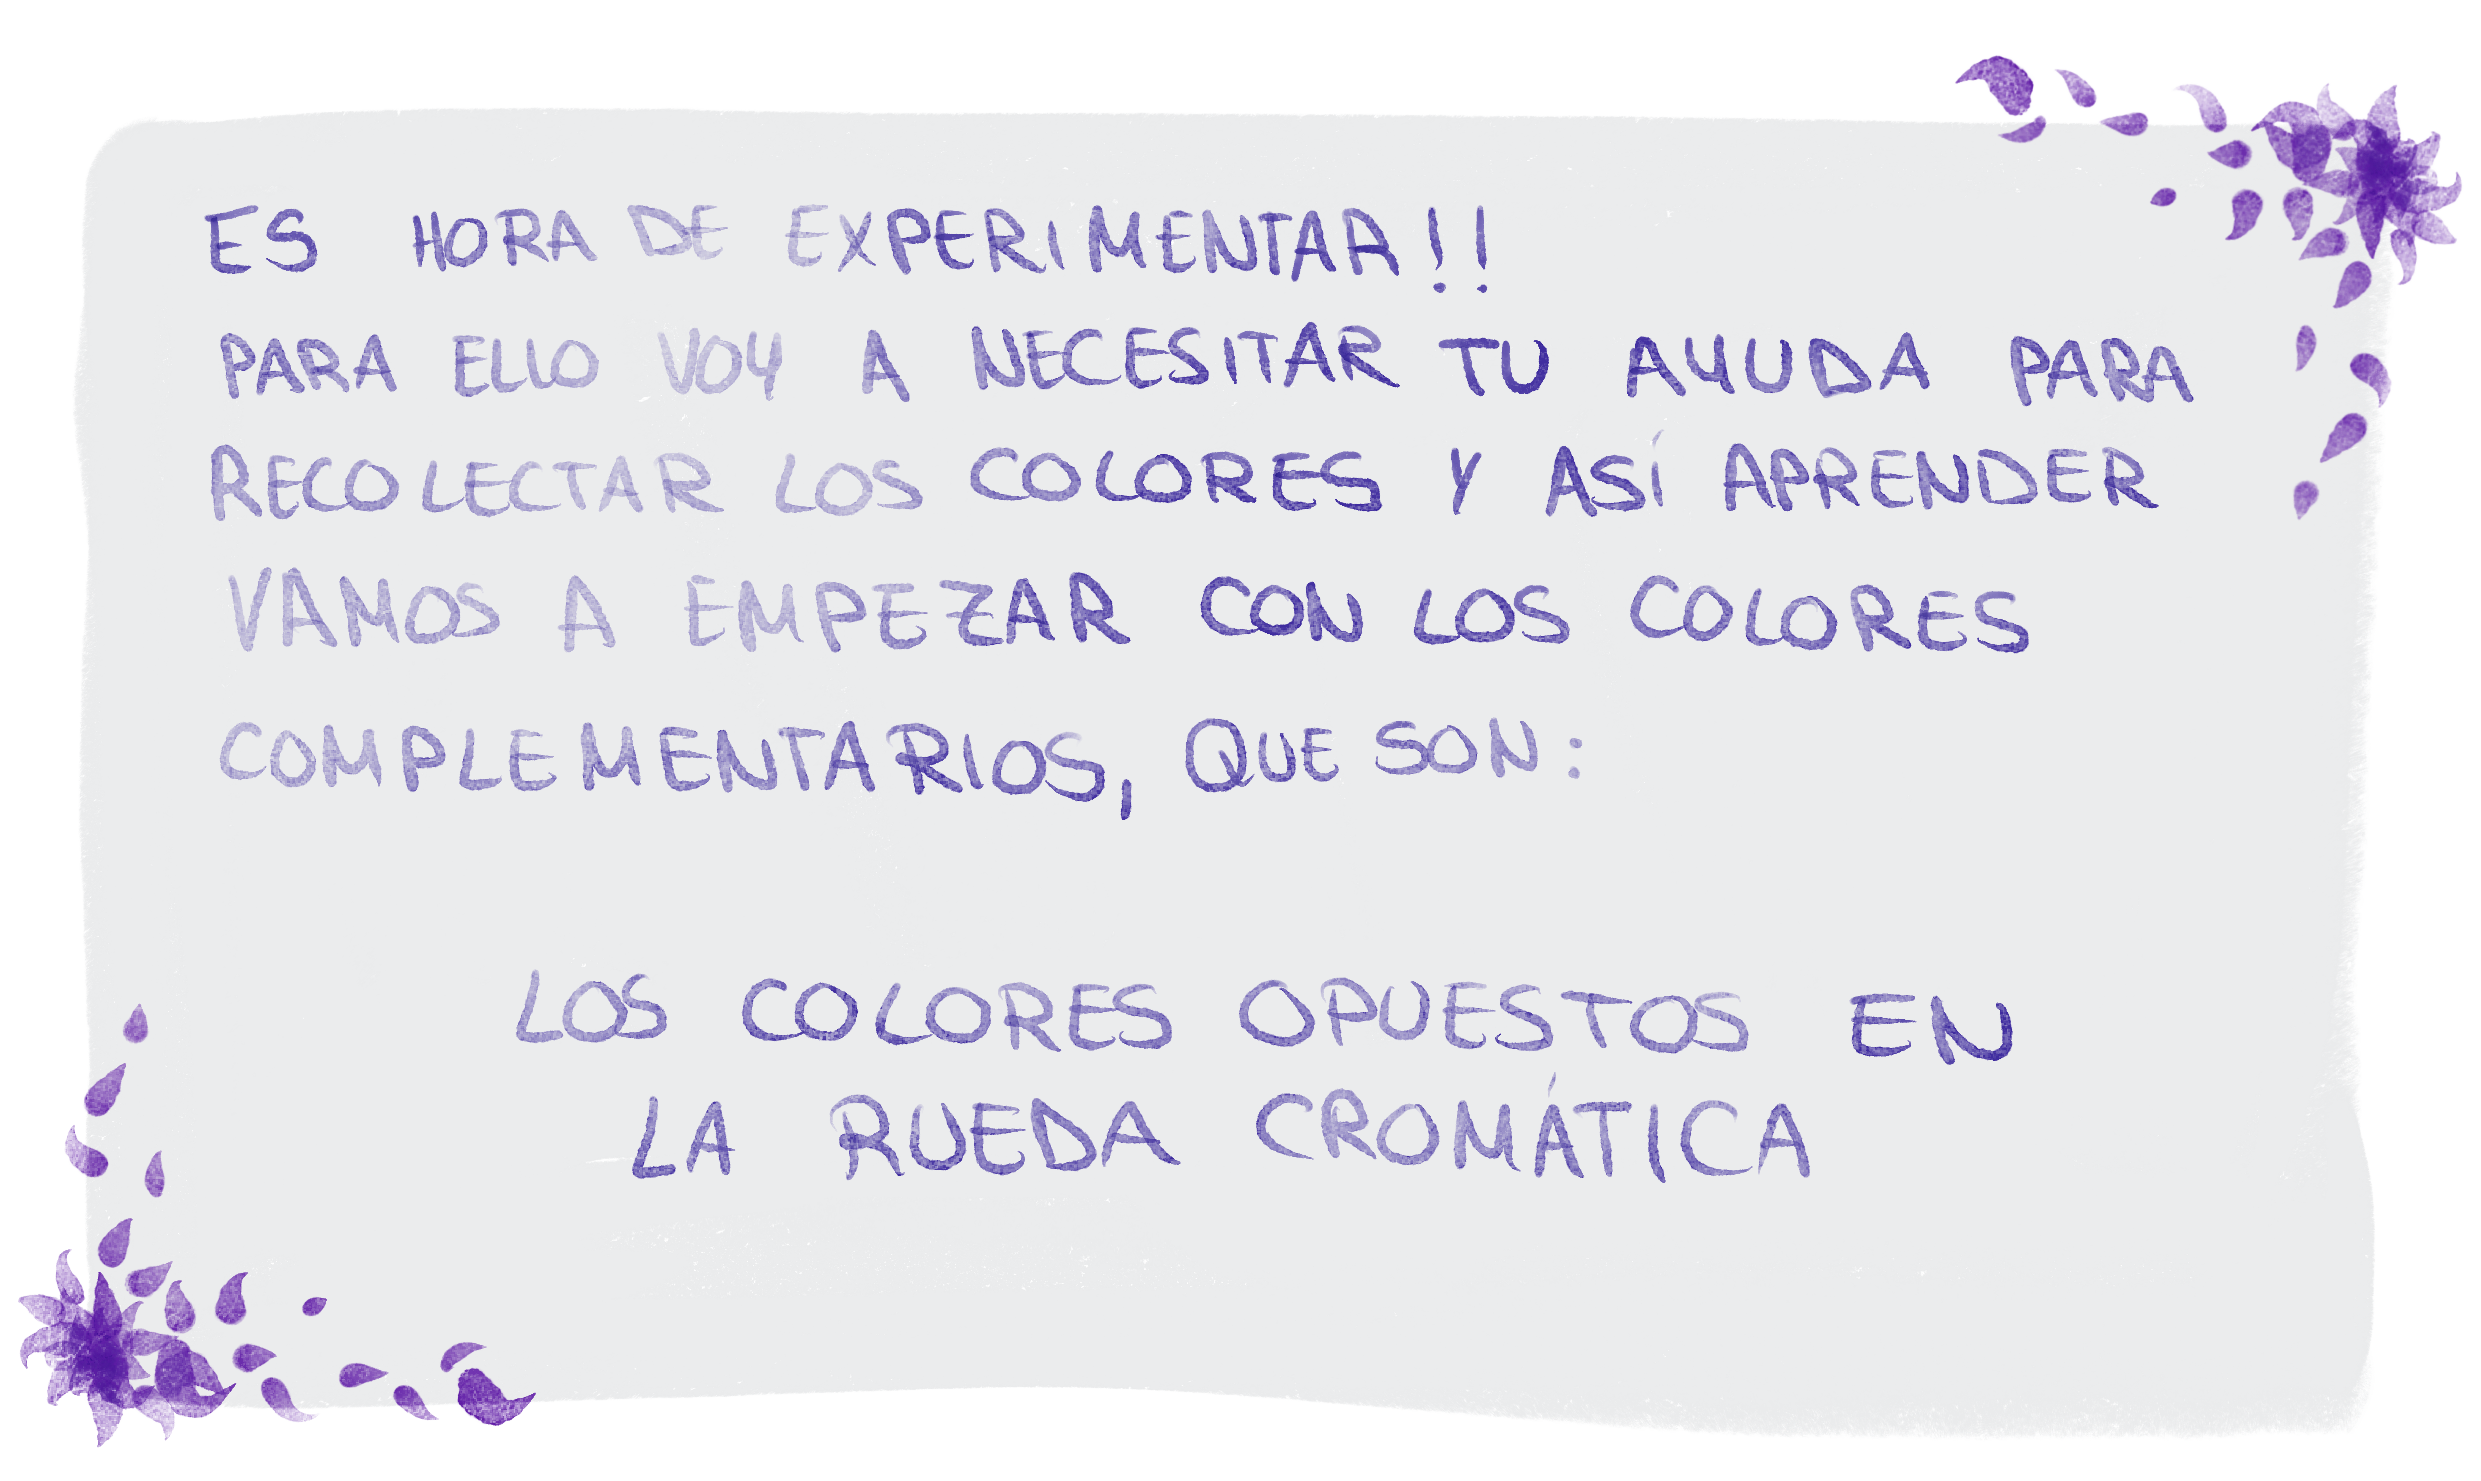 ES HORA DE EXPERIMENTAR!!
PARA ELLO VOY A NECESITAR TU AYUDA PARA
RECOLECTAR LOS COLORES Y ASÍ APRENDER
VAMOS A EMPEZAR CON LOS COLORES
COMPLEMENTARIOS, QUE SON:
LOS COLORES OPUESTOS EN
LA RUEDA CROMÁTICA